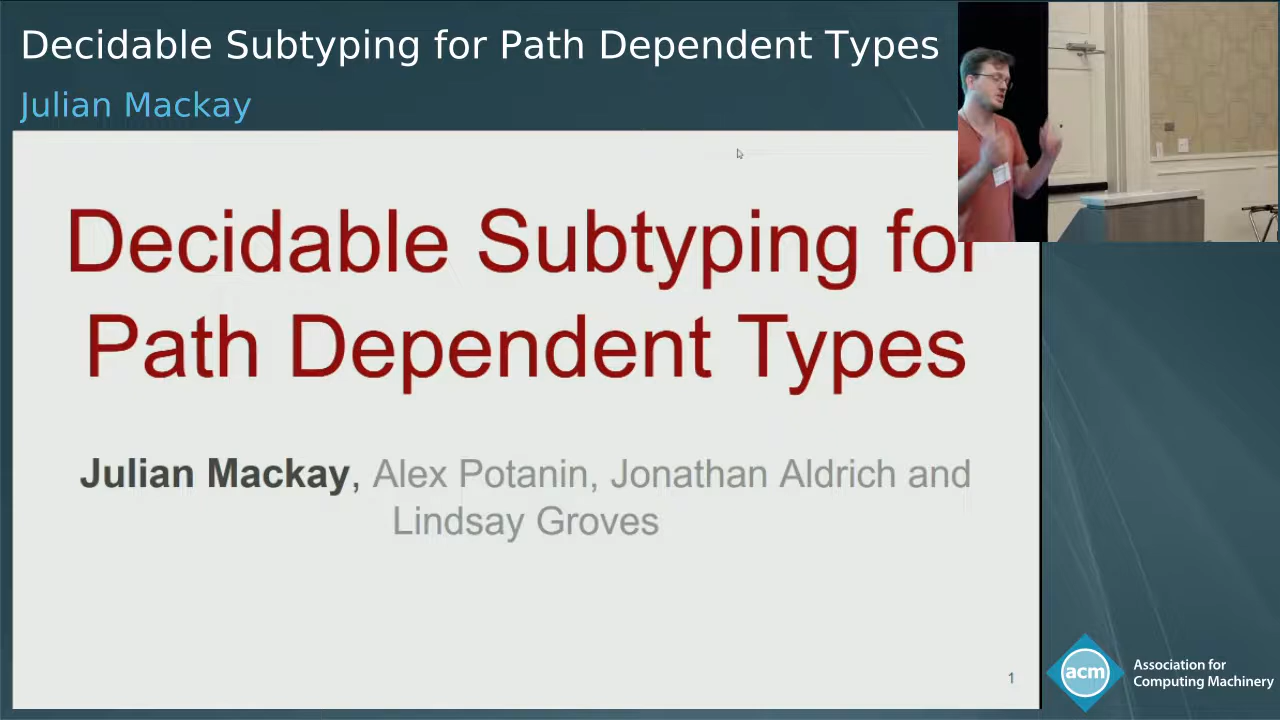 Decidable Subtyping for Path Dependent Types
Julian Mackay
Decidable Subtyping for
Path Dependent Types
Julian Mackay, Alex Potanin, Jonathan Aldrich and
Lindsay Groves
1
acm
Association for
Computing Machinery